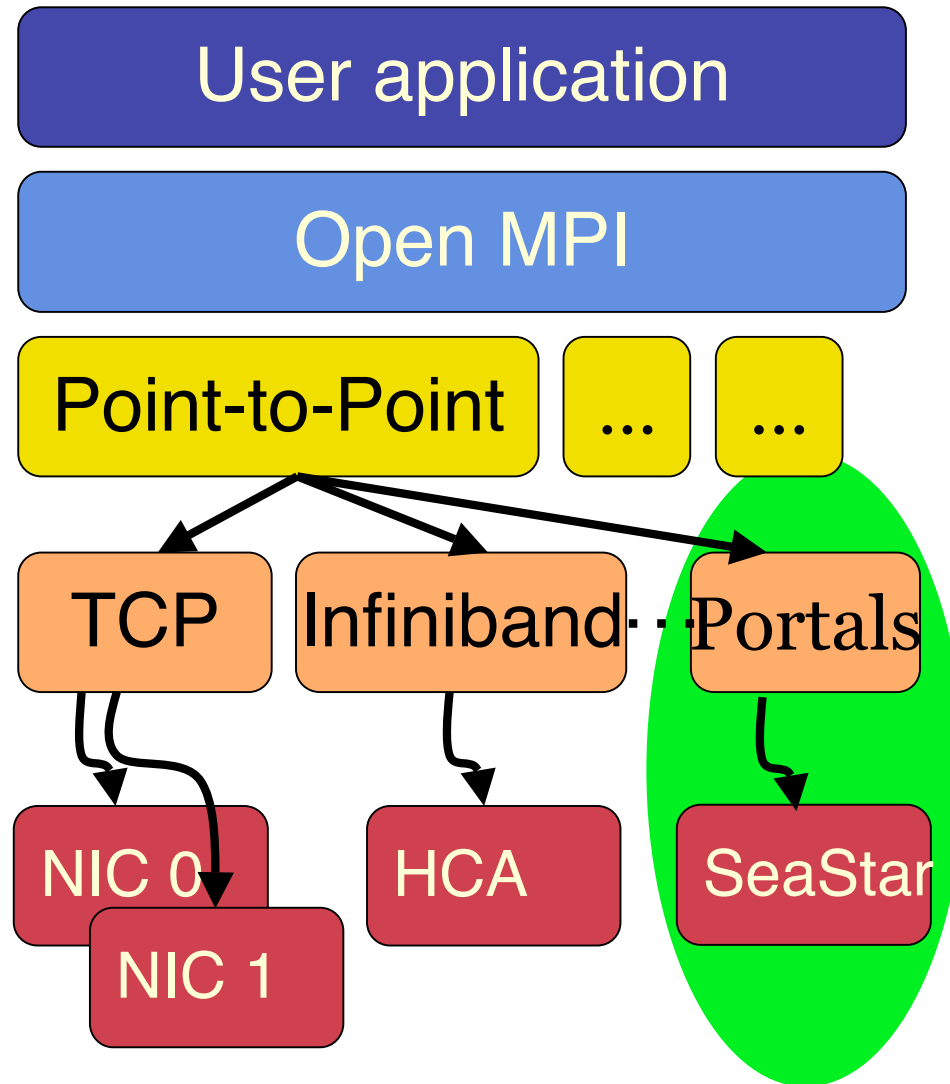 User application
Open MPI
Point-to-Point
...
...
TCP
Infiniband
Portals
NIC 0
HCA
SeaStar
NIC 1